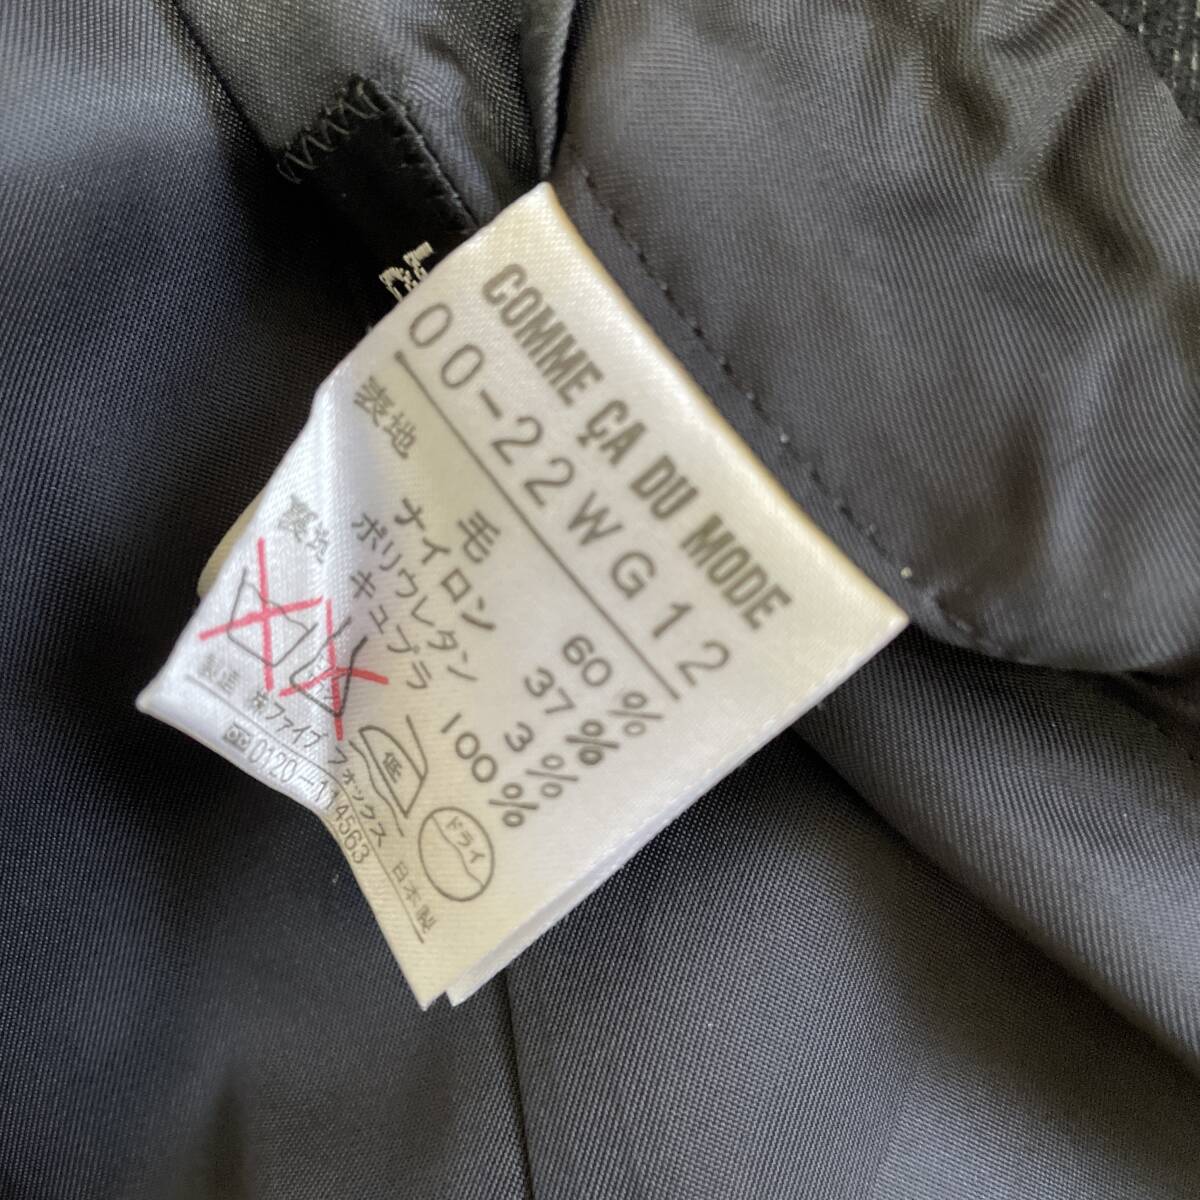 COMME ÇA DU MODE
00-22WG12
表地 毛 60%
ナイロン 37%
ポリウレタン 3%
裏地 キュプラ 100%
低
ドライ
製造 ㈱ファイブ フォックス 日本製
0120-114563